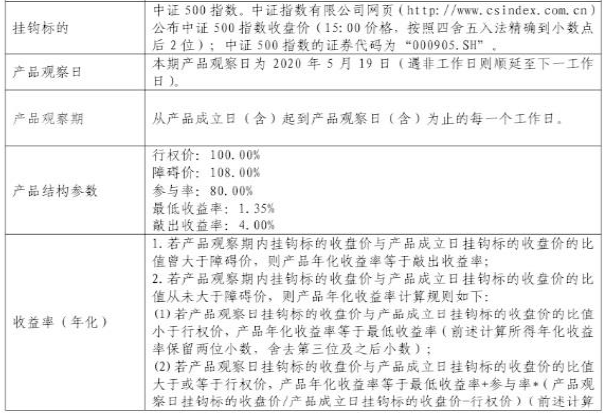 挂钩标的
中证 500 指数。中证指数有限公司网页（http://www.csindex.com.cn）
公布中证 500 指数收盘价（15:00 价格，按照四舍五入法精确到小数点
后 2 位）；中证 500 指数的证券代码为“000905.SH”。
产品观察日
本期产品观察日为 2020 年 5 月 19 日（遇非工作日则顺延至下一工作
日）。
产品观察期
从产品成立日（含）起到产品观察日（含）为止的每一个工作日。
产品结构参数
行权价：100.00%
障碍价：108.00%
参与率：80.00%
最低收益率：1.35%
敲出收益率：4.00%
收益率（年化）
1.若产品观察期内挂钩标的收盘价与产品成立日挂钩标的收盘价的比
值曾大于障碍价，则产品年化收益率等于敲出收益率；
2.若产品观察期内挂钩标的收盘价与产品成立日挂钩标的收盘价的比
值从未大于障碍价，则产品年化收益率计算规则如下：
(1)若产品观察日挂钩标的收盘价与产品成立日挂钩标的收盘价的比值
小于行权价，产品年化收益率等于最低收益率（前述计算所得年化收益
率保留两位小数，舍去第三位及之后小数）；
(2)若产品观察日挂钩标的收盘价与产品成立日挂钩标的收盘价的比值
大于或等于行权价，产品年化收益率等于最低收益率+参与率*（产品观
察日挂钩标的收盘价/产品成立日挂钩标的收盘价-行权价）（前述计算